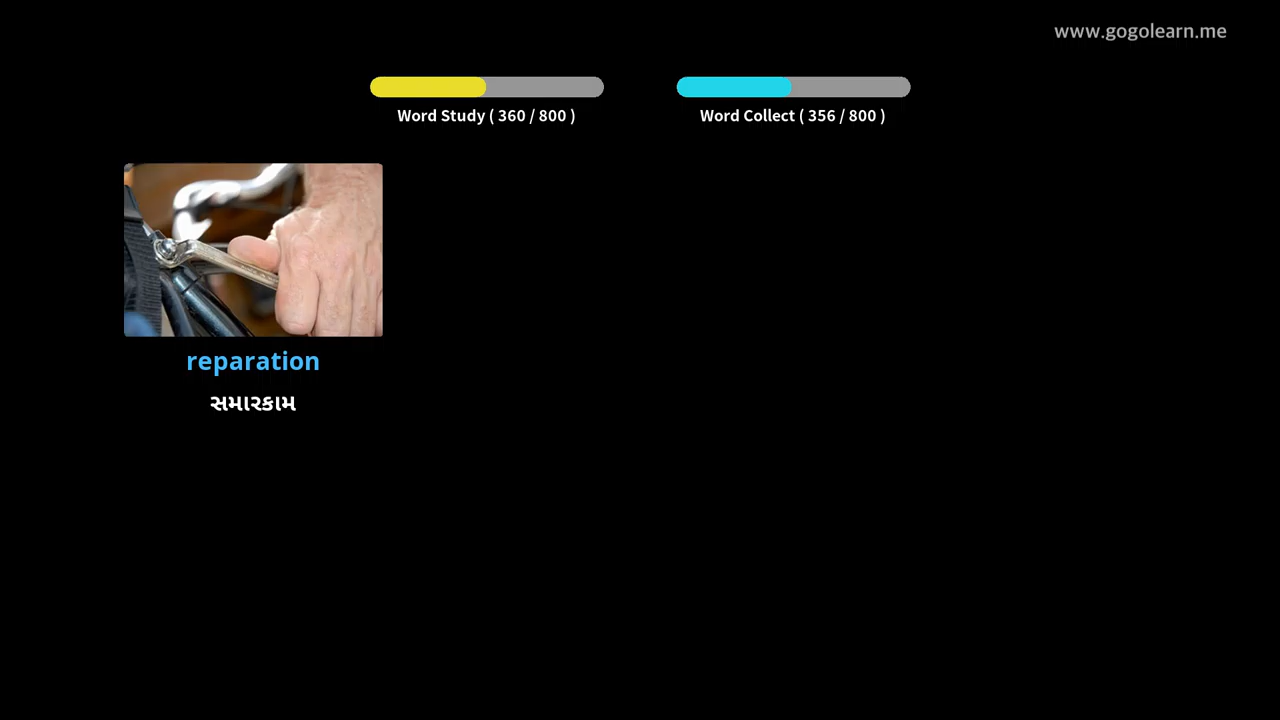 www.gogolearn.me
Word Study ( 360 / 800 )
Word Collect ( 356 / 800 )
reparation
સમારકામ